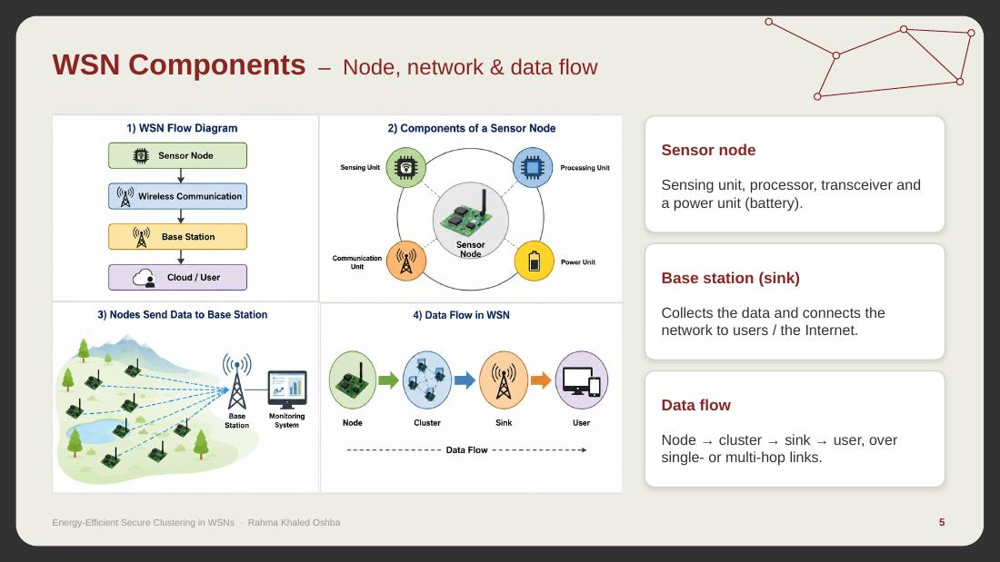 WSN Components – Node, network & data flow
1) WSN Flow Diagram
Sensor Node
Wireless Communication
Base Station
Cloud / User
2) Components of a Sensor Node
Sensing Unit
Processing Unit
Sensor
Node
Communication
Unit
Power Unit
3) Nodes Send Data to Base Station
Base
Station
Monitoring
System
4) Data Flow in WSN
Node
Cluster
Sink
User
Data Flow
Sensor node
Sensing unit, processor, transceiver and
a power unit (battery).
Base station (sink)
Collects the data and connects the
network to users / the Internet.
Data flow
Node → cluster → sink → user, over
single- or multi-hop links.
Energy-Efficient Secure Clustering in WSNs · Rahma Khaled Oshba
5